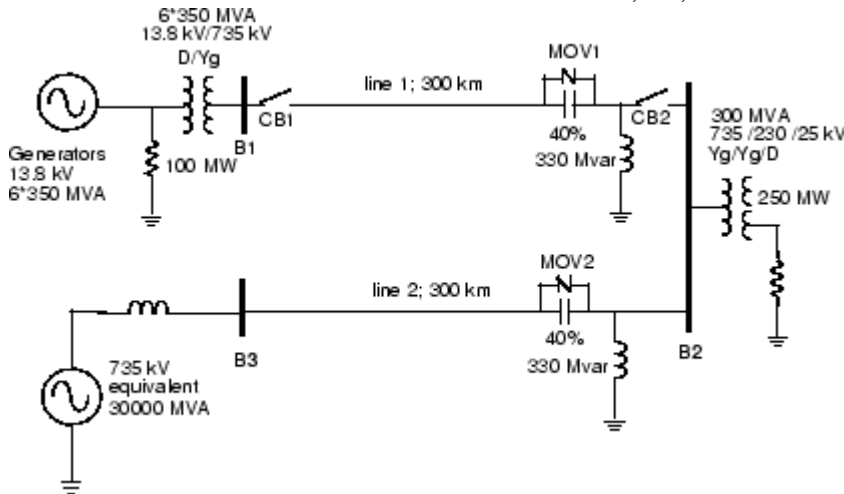 6*350 MVA
13.8 kV/735 kV
D/Yg
MOV1
line 1; 300 km
CB1
CB2
B1
40%
330 Mvar
100 MW
Generators
13.8 kV
6*350 MVA
300 MVA
735 /230 /25 kV
Yg/Yg/D
250 MW
MOV2
line 2; 300 km
B3
40%
330 Mvar
B2
735 kV
equivalent
30000 MVA